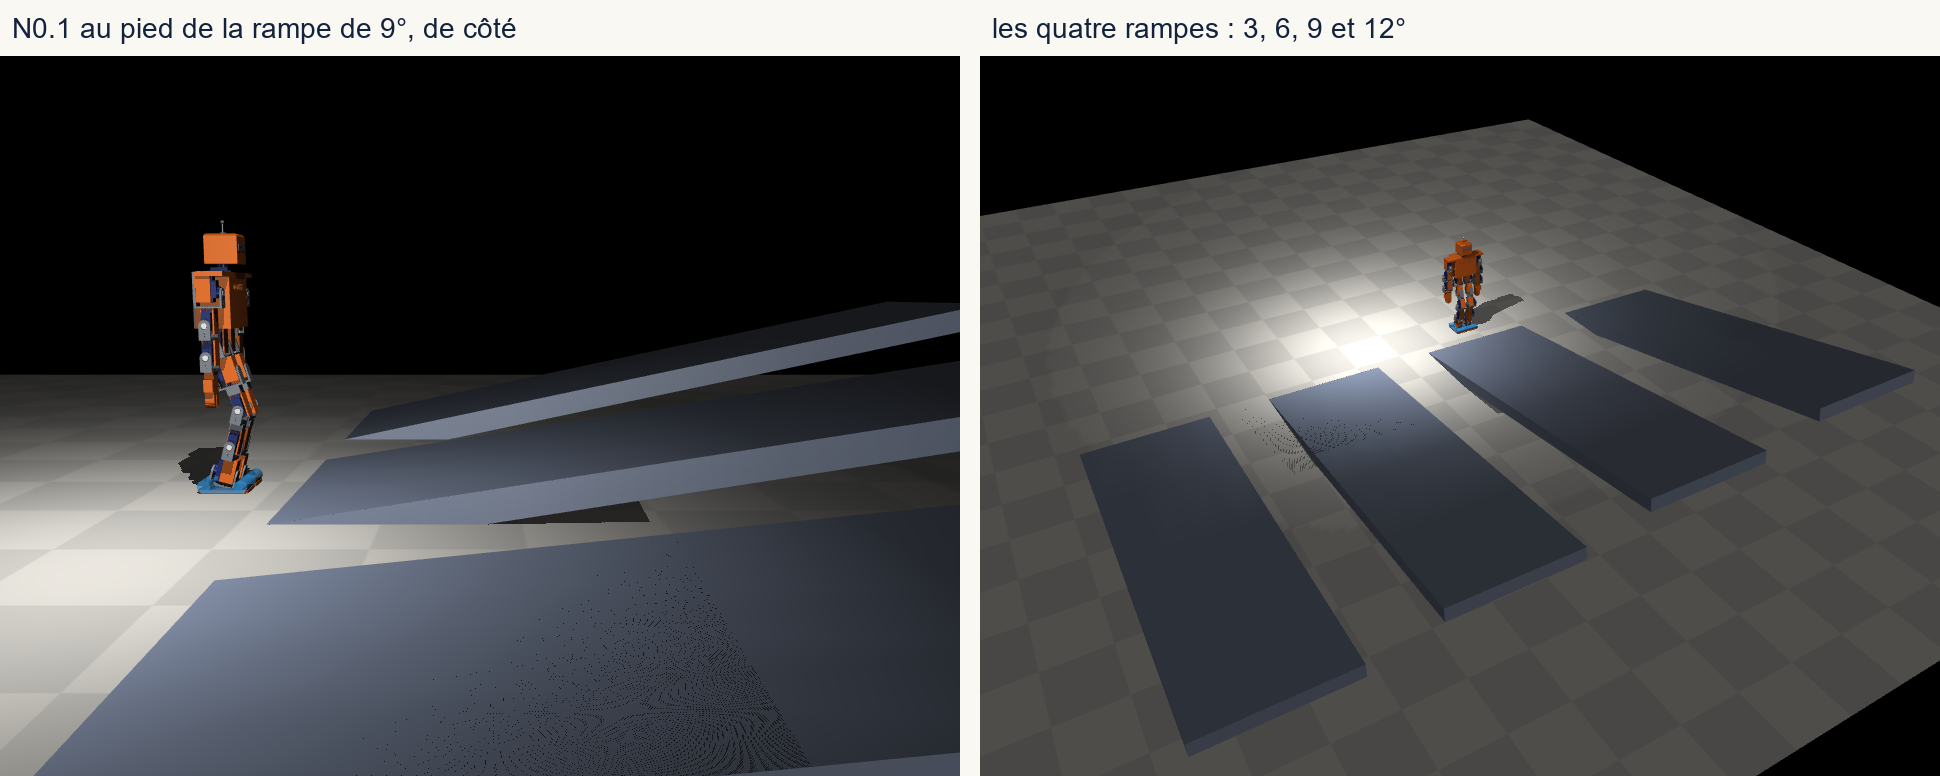 N0.1 au pied de la rampe de 9°, de côté
les quatre rampes : 3, 6, 9 et 12°